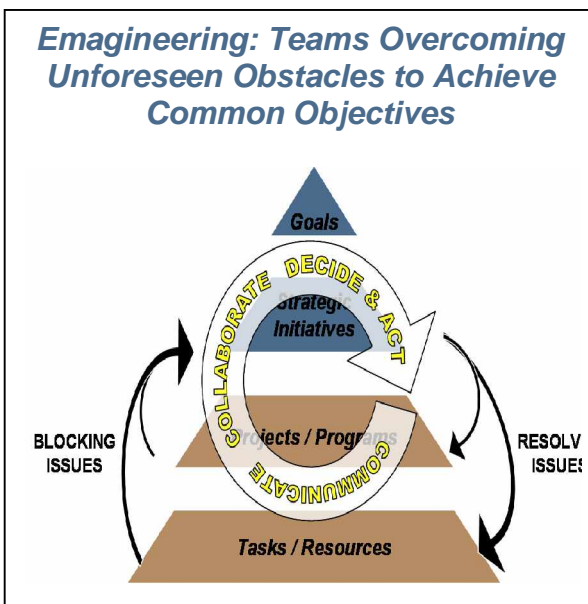 Emagineering: Teams Overcoming
Unforeseen Obstacles to Achieve
Common Objectives
Goals
COLLABORATE DECIDE & ACT
Strategic
Initiatives
BLOCKING
ISSUES
Projects / Programs
RESOLV
ISSUES
COMMUNICATE
Tasks / Resources